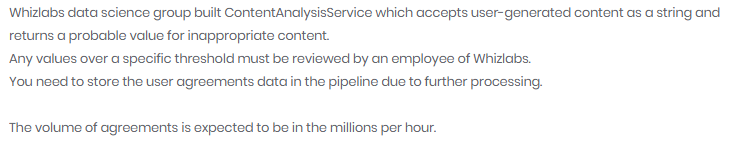 Whizlabs data science group built ContentAnalysisService which accepts user-generated content as a string and
returns a probable value for inappropriate content.
Any values over a specific threshold must be reviewed by an employee of Whizlabs.
You need to store the user agreements data in the pipeline due to further processing.
The volume of agreements is expected to be in the millions per hour.